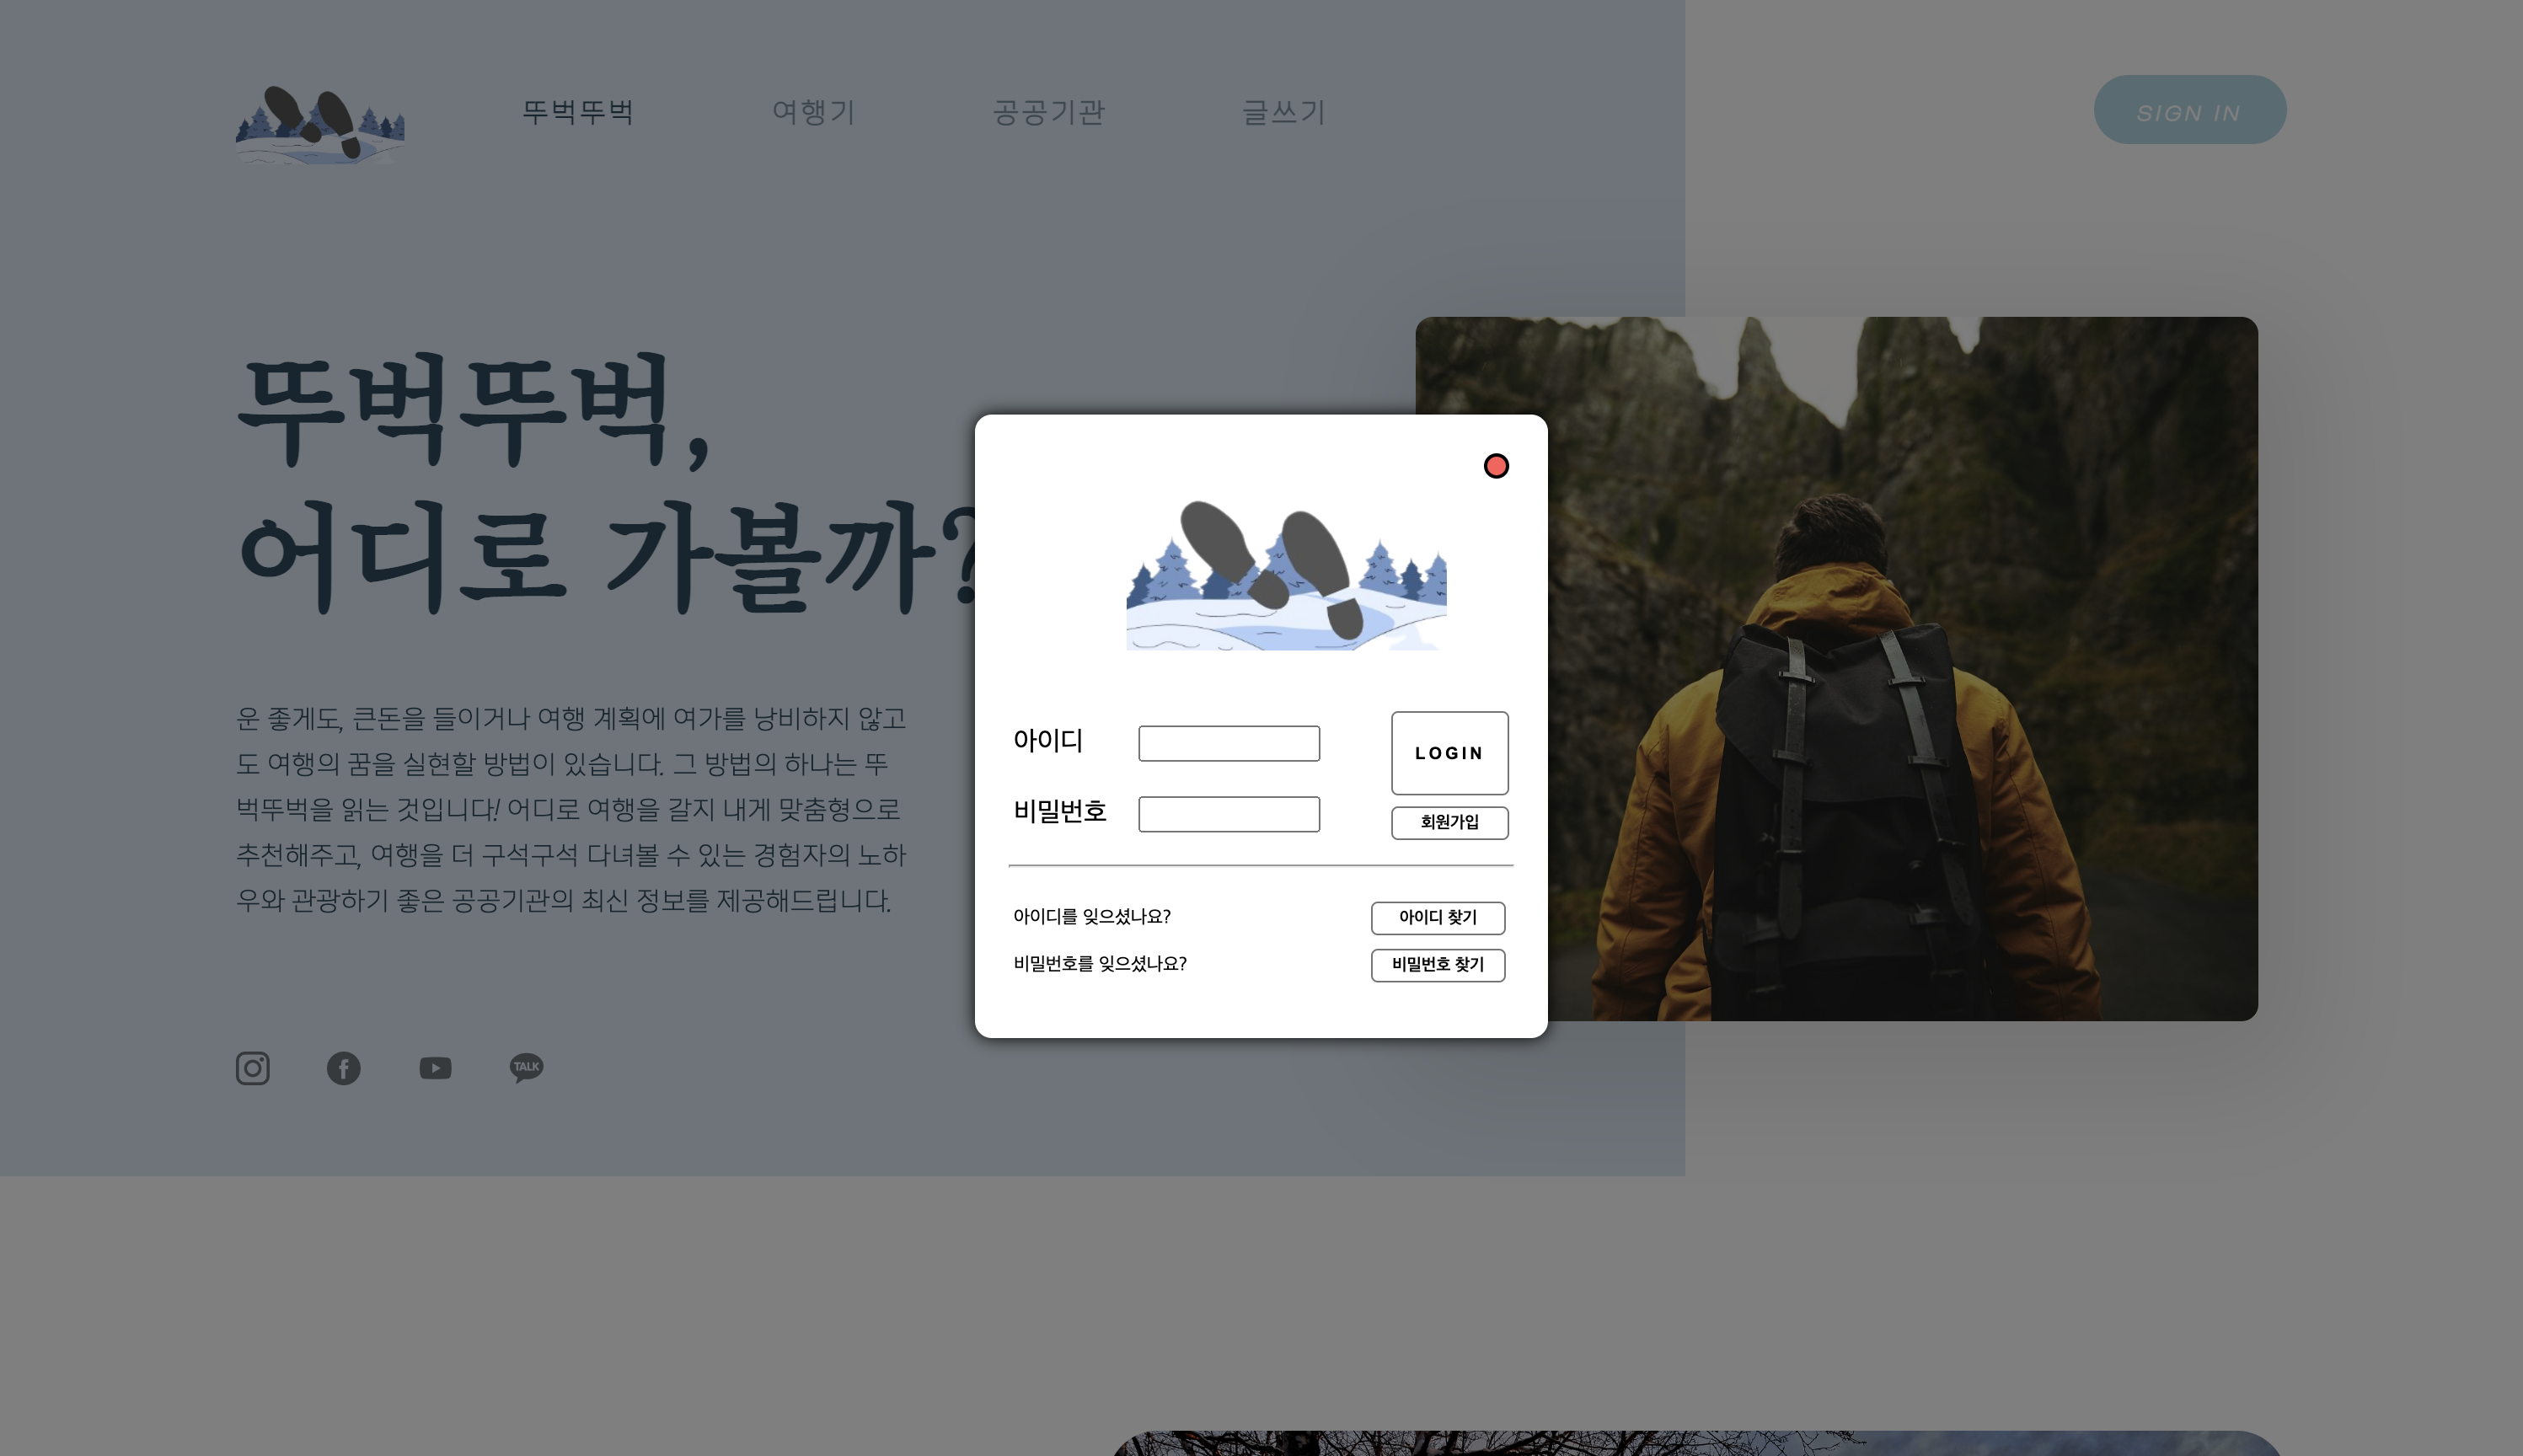 뚜벅뚜벅
여행기
공공기관
글쓰기
SIGN IN
뚜벅뚜벅,
어디로 가볼까?
운 좋게도, 큰돈을 들이거나 여행 계획에 여가를 낭비하지 않고
도 여행의 꿈을 실현할 방법이 있습니다. 그 방법의 하나는 뚜
벅뚜벅을 읽는 것입니다! 어디로 여행을 갈지 내게 맞춤형으로
추천해주고, 여행을 더 구석구석 다녀볼 수 있는 경험자의 노하
우와 관광하기 좋은 공공기관의 최신 정보를 제공해드립니다.
TALK
아이디
LOGIN
비밀번호
회원가입
아이디를 잊으셨나요?
아이디 찾기
비밀번호를 잊으셨나요?
비밀번호 찾기